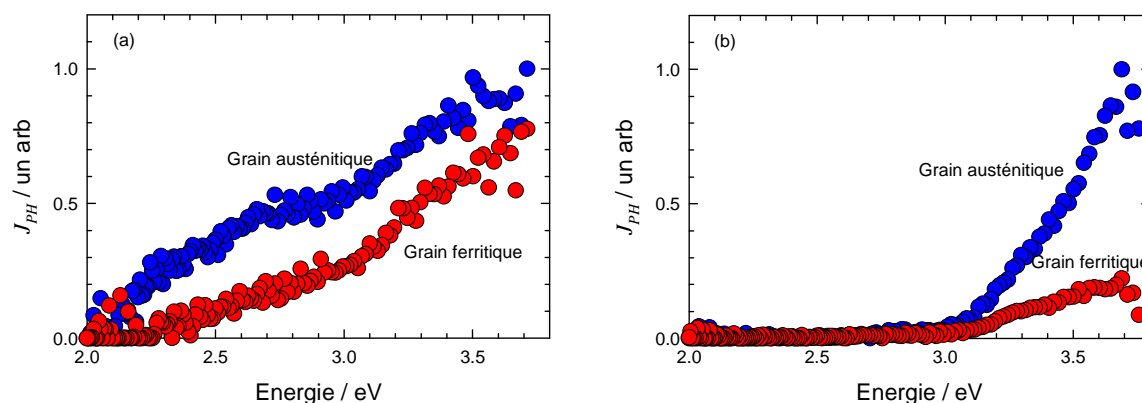 (a)
J_PH / un arb
1.0
0.5
0.0
Grain austénitique
Grain ferritique
2.0 2.5 3.0 3.5
Energie / eV
(b)
J_PH / un arb
1.0
0.5
0.0
Grain austénitique
Grain ferritique
2.0 2.5 3.0 3.5
Energie / eV